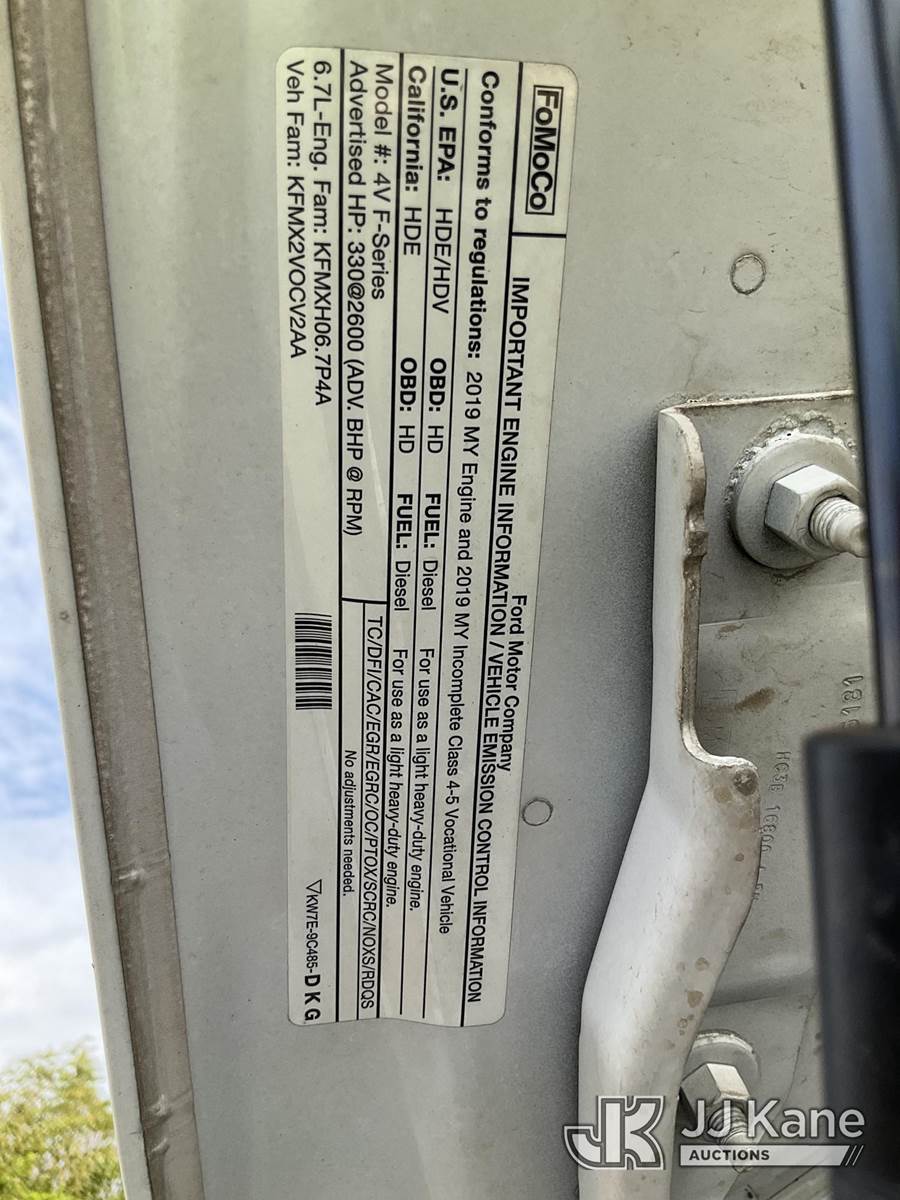 FoMoCo
Ford Motor Company
IMPORTANT ENGINE INFORMATION / VEHICLE EMISSION CONTROL INFORMATION
Conforms to regulations: 2019 MY Engine and 2019 MY Incomplete Class 4-5 Vocational Vehicle
U.S. EPA: HDE/HDV OBD: HD FUEL: Diesel For use as a light heavy-duty engine.
California: HDE OBD: HD FUEL: Diesel For use as a light heavy-duty engine.
Model #: 4V F-Series
TC/DFI/CAC/EGR/EGRC/OC/PTOX/SCRC/NOXS/RDQS
Advertised HP: 330@2600 (ADV. BHP @ RPM)
No adjustments needed.
6.7L-Eng. Fam: KFMXH06.7P4A
Veh Fam: KFMX2VOCV2AA
KW7E-9C485-DKG
JK JJ Kane
AUCTIONS